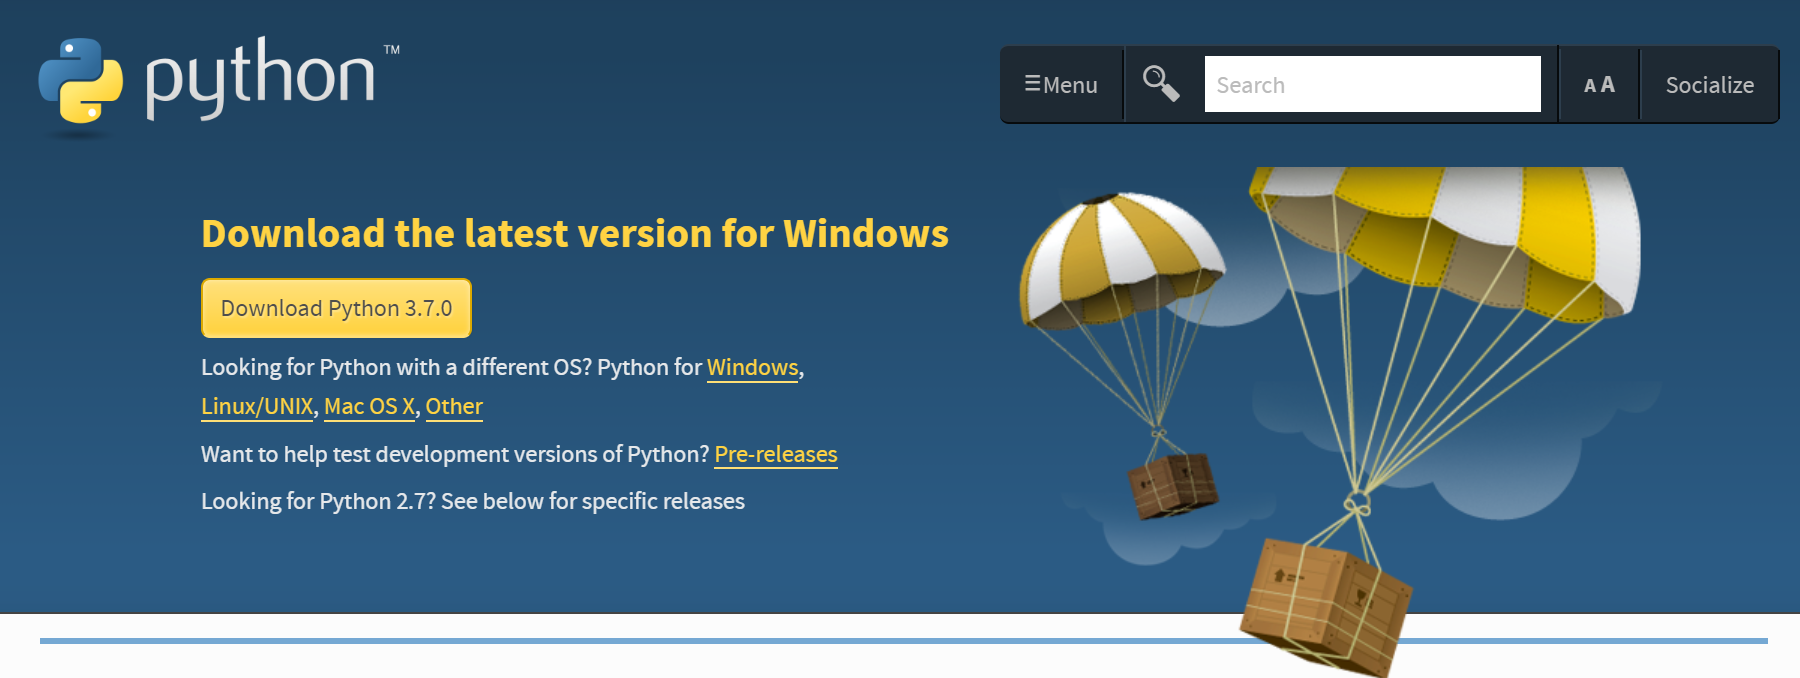 python™
☰Menu
Search
A A
Socialize
Download the latest version for Windows
Download Python 3.7.0
Looking for Python with a different OS? Python for Windows,
Linux/UNIX, Mac OS X, Other
Want to help test development versions of Python? Pre-releases
Looking for Python 2.7? See below for specific releases